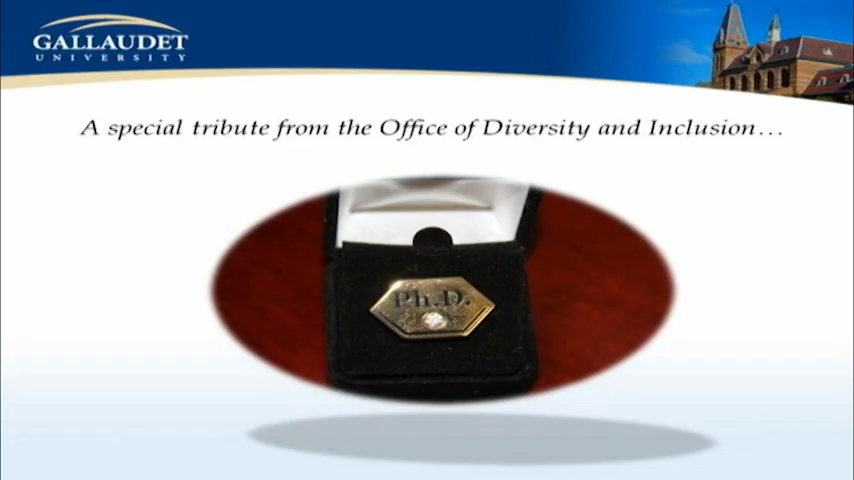 GALLAUDET
UNIVERSITY
A special tribute from the Office of Diversity and Inclusion...
Ph.D.